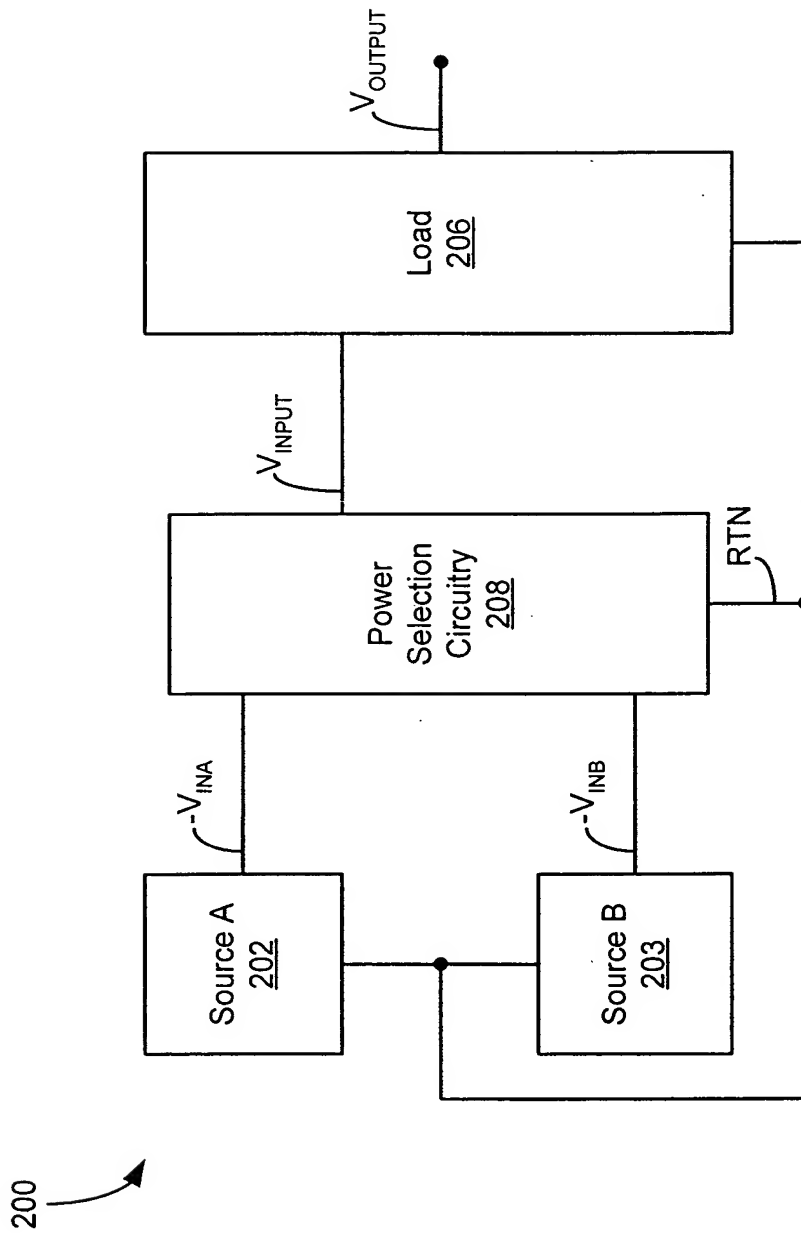 200
Source A
202
Source B
203
-V_INA
-V_INB
Power
Selection
Circuitry
208
RTN
V_INPUT
Load
206
V_OUTPUT